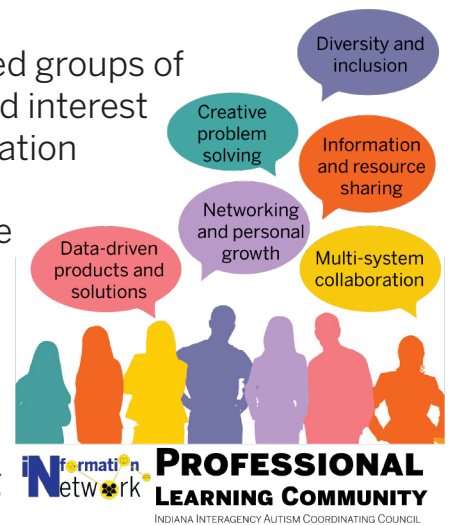 ed groups of
d interest
ation
e
Diversity and
inclusion
Creative
problem
solving
Information
and resource
sharing
Networking
and personal
growth
Data-driven
products and
solutions
Multi-system
collaboration
iNformation
Network
PROFESSIONAL
LEARNING COMMUNITY
INDIANA INTERAGENCY AUTISM COORDINATING COUNCIL